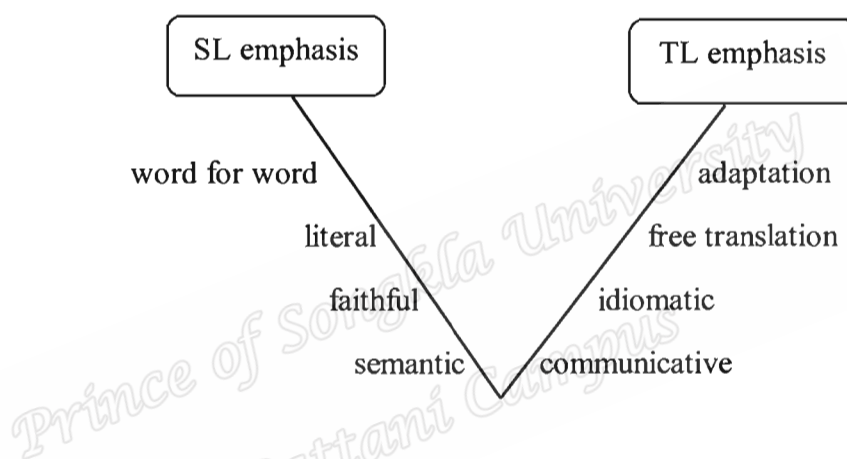 SL emphasis
TL emphasis
word for word
adaptation
literal
free translation
faithful
idiomatic
semantic
communicative
Prince of Songkla University
Pattani Campus